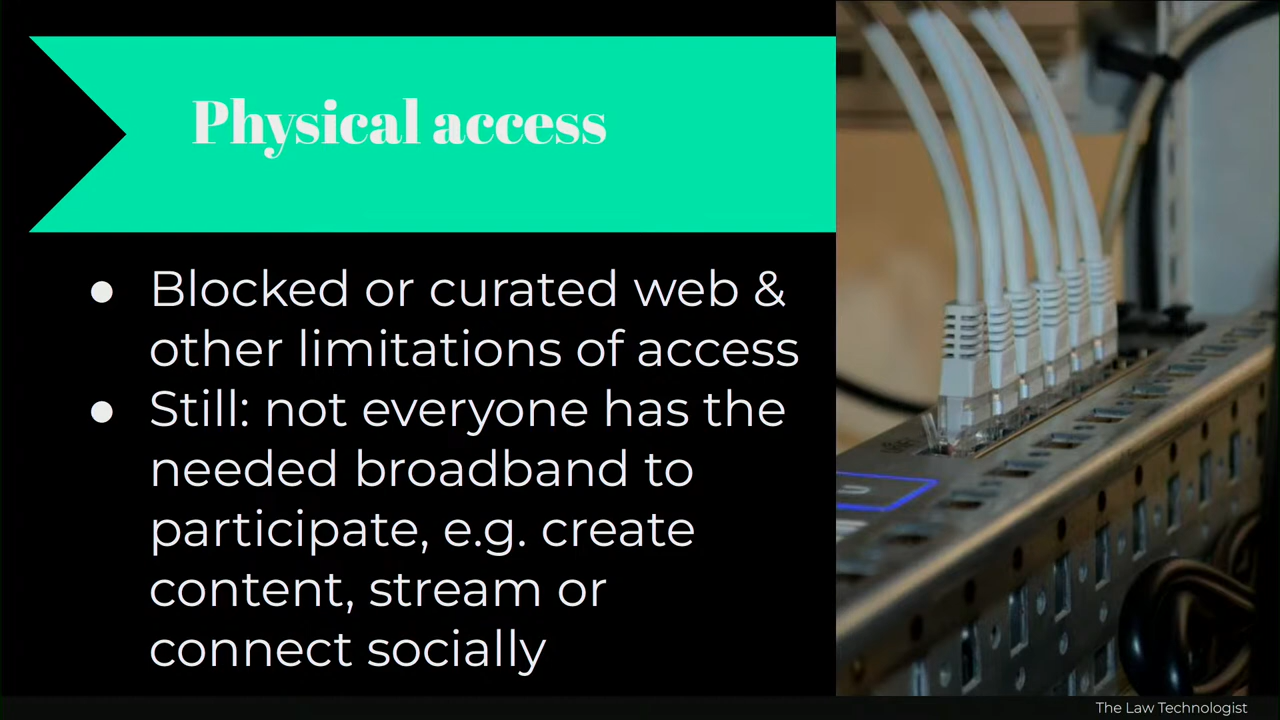 Physical access
● Blocked or curated web &
other limitations of access
● Still: not everyone has the
needed broadband to
participate, e.g. create
content, stream or
connect socially
The Law Technologist